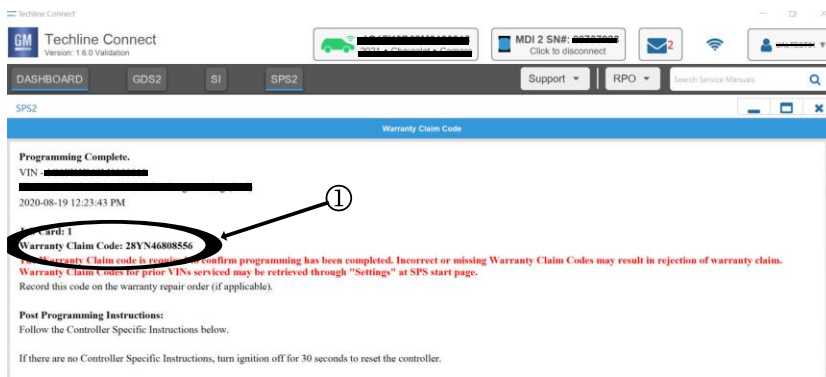 Techline Connect
GM
Techline Connect
Version: 1.6.0 Validation
2021 • Chevrolet • Camaro
MDI 2 SN#:
Click to disconnect
2
DASHBOARD
GDS2
SI
SPS2
Support
RPO
Search Service Manuals
SPS2
Warranty Claim Code
Programming Complete.
VIN -
2020-08-19 12:23:43 PM
①
Card: 1
Warranty Claim Code: 28YN46808556
The Warranty Claim code is required to confirm programming has been completed. Incorrect or missing Warranty Claim Codes may result in rejection of warranty claim.
Warranty Claim Codes for prior VINs serviced may be retrieved through "Settings" at SPS start page.
Record this code on the warranty repair order (if applicable).
Post Programming Instructions:
Follow the Controller Specific Instructions below.
If there are no Controller Specific Instructions, turn ignition off for 30 seconds to reset the controller.